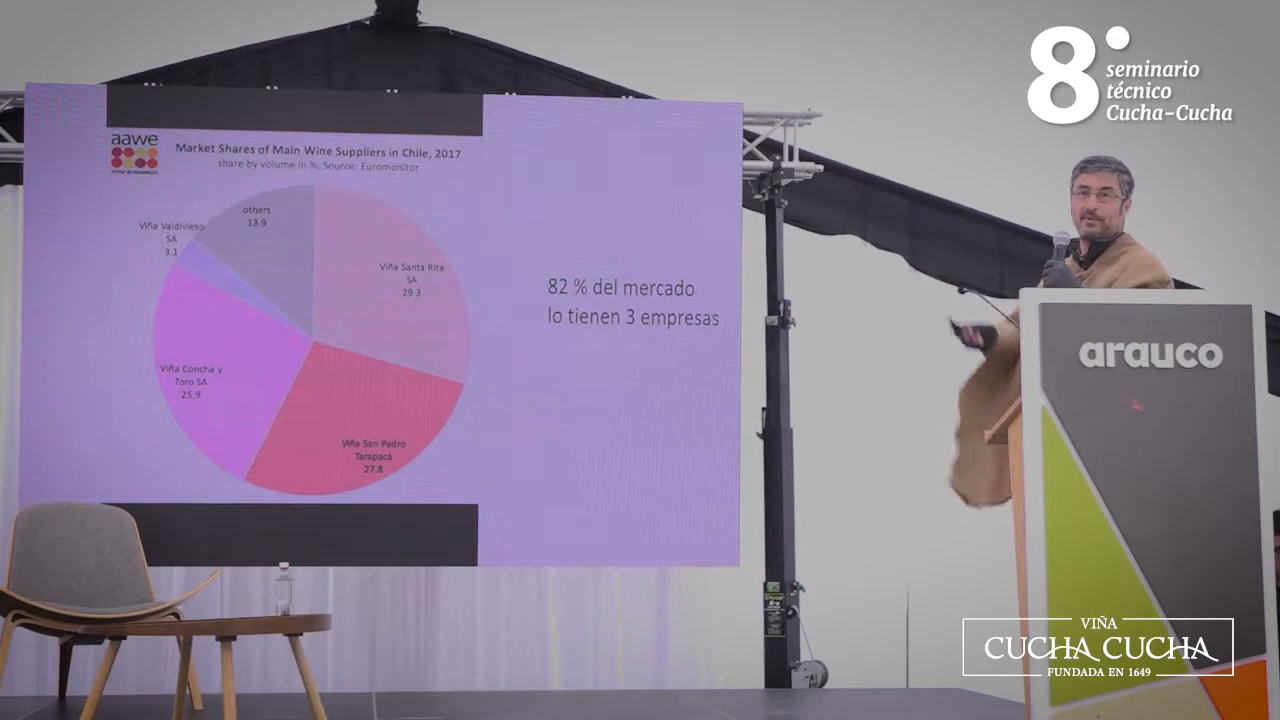 8°
seminario
técnico
Cucha-Cucha
aawe
Market Shares of Main Wine Suppliers in Chile, 2017
share by volume in %; Source: Euromonitor
others
13.9
Viña Valdivieso
SA
3.1
Viña Santa Rita
SA
29.3
82 % del mercado
lo tienen 3 empresas
Viña Concha y
Toro SA
25.9
Viña San Pedro
Tarapacá
27.8
arauco
VIÑA
CUCHA CUCHA
FUNDADA EN 1649